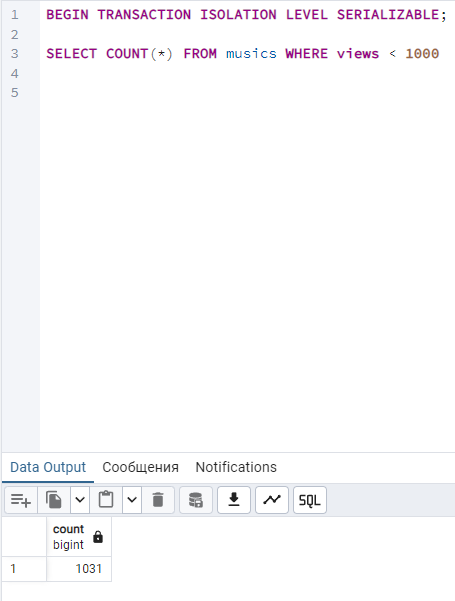 1 BEGIN TRANSACTION ISOLATION LEVEL SERIALIZABLE;
2
3 SELECT COUNT(*) FROM musics WHERE views < 1000
4
5
Data Output Сообщения Notifications
SQL
count
bigint
1 1031